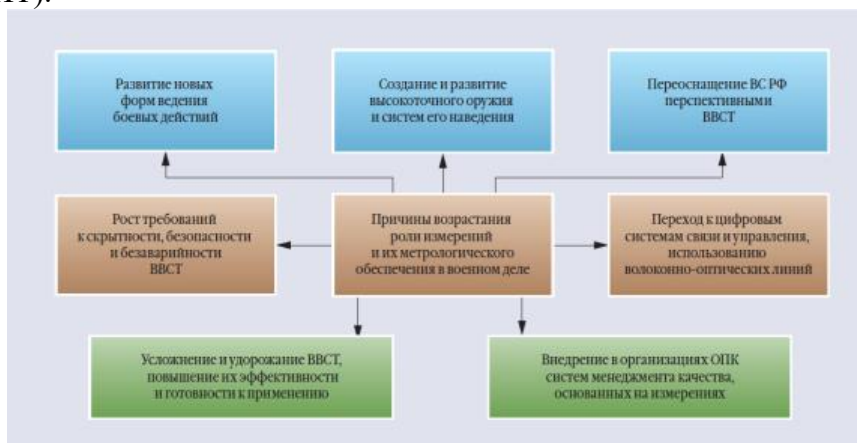 Развитие новых
форм ведения
боевых действий
Создание и развитие
высокоточного оружия
и систем его наведения
Переоснащение ВС РФ
перспективными
ВВСТ
Рост требований
к скрытности, безопасности
и безаварийности
ВВСТ
Причины возрастания
роли измерений
и их метрологического
обеспечения в военном деле
Переход к цифровым
системам связи и управления,
использованию
волоконно-оптических линий
Усложнение и удорожание ВВСТ,
повышение их эффективности
и готовности к применению
Внедрение в организациях ОПК
систем менеджмента качества,
основанных на измерениях